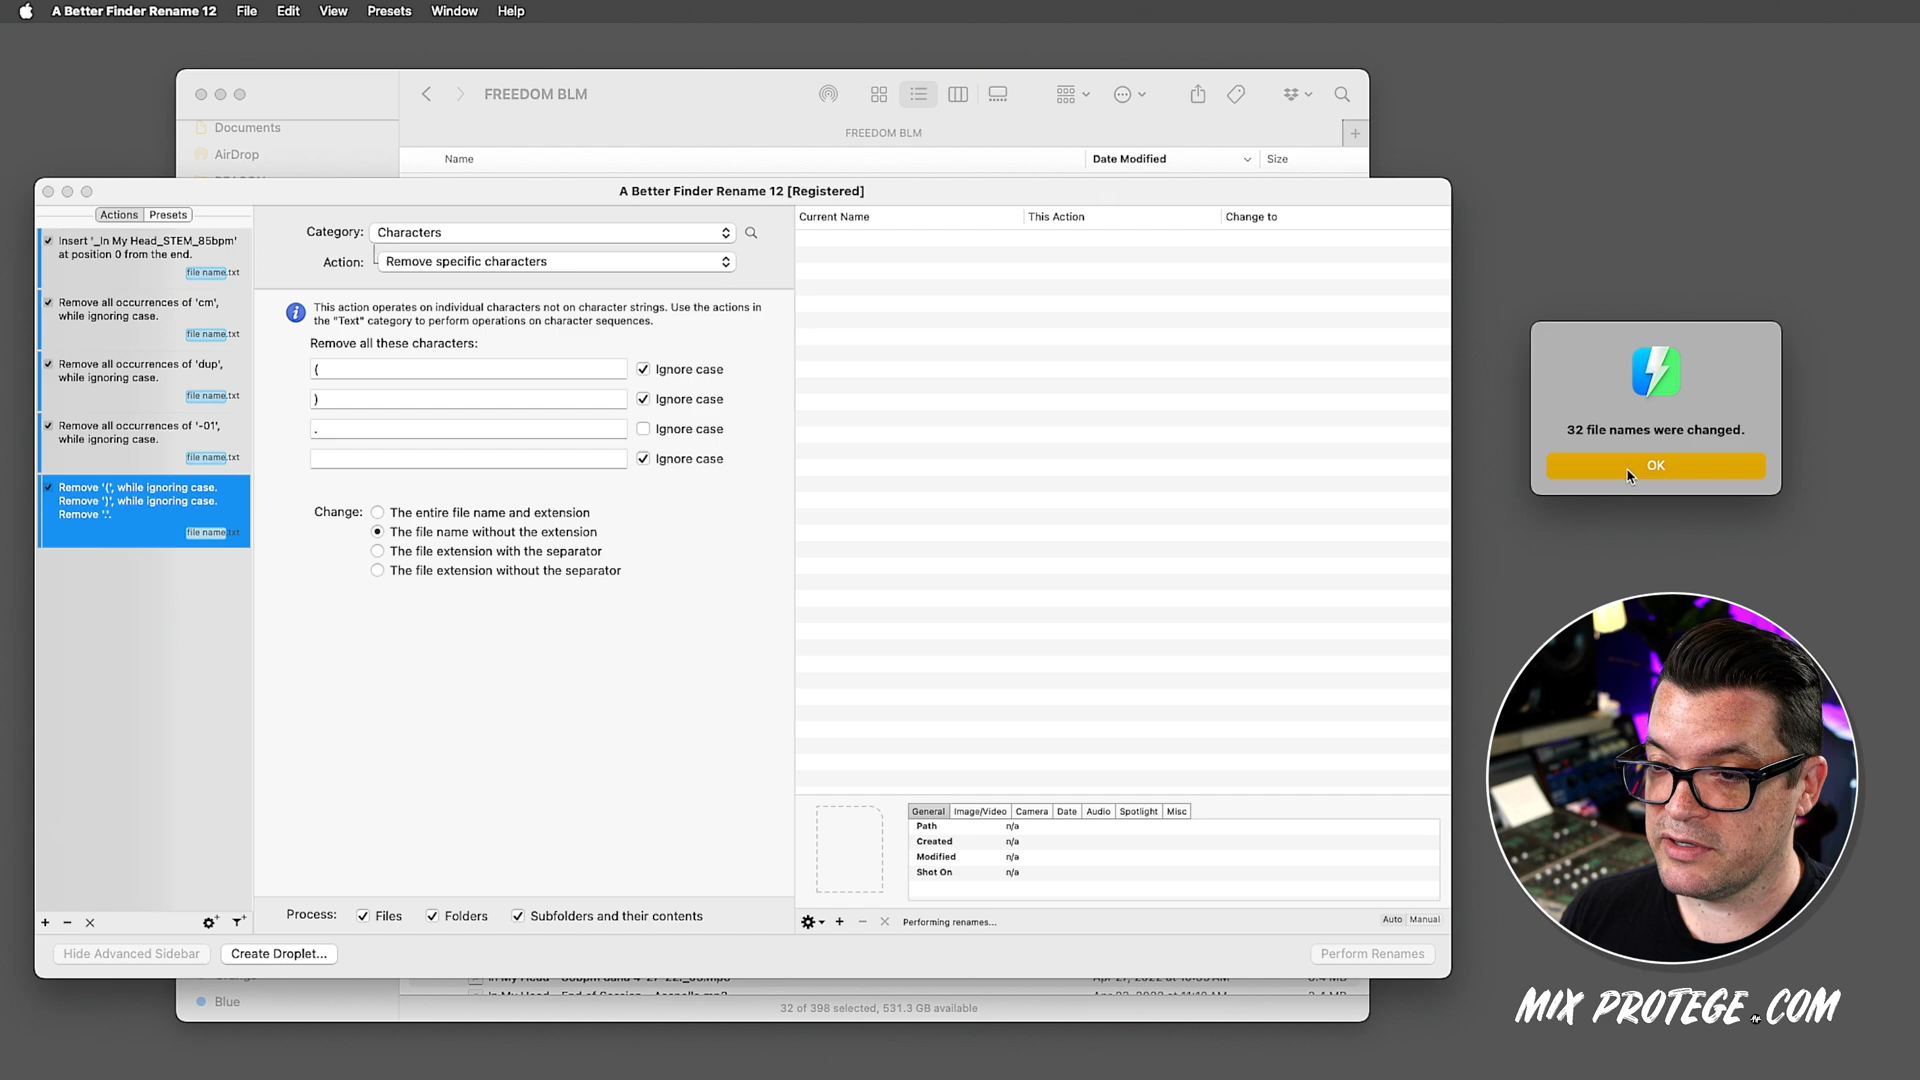 A Better Finder Rename 12 File Edit View Presets Window Help
FREEDOM BLM
Documents
AirDrop
FREEDOM BLM
Name Date Modified Size
A Better Finder Rename 12 [Registered]
Actions Presets
Insert '_In My Head_STEM_85bpm'
at position 0 from the end.
file name.txt
Remove all occurrences of 'cm',
while ignoring case.
file name.txt
Remove all occurrences of 'dup',
while ignoring case.
file name.txt
Remove all occurrences of '-01',
while ignoring case.
file name.txt
Remove '(', while ignoring case.
Remove ')', while ignoring case.
Remove '.'.
file name.txt
Category: Characters
Action: Remove specific characters
This action operates on individual characters not on character strings. Use the actions in
the "Text" category to perform operations on character sequences.
Remove all these characters:
( Ignore case
) Ignore case
. Ignore case
Ignore case
Change: The entire file name and extension
The file name without the extension
The file extension with the separator
The file extension without the separator
Process: Files Folders Subfolders and their contents
Current Name This Action Change to
General Image/Video Camera Date Audio Spotlight Misc
Path n/a
Created n/a
Modified n/a
Shot On n/a
Performing renames... Auto Manual
Hide Advanced Sidebar Create Droplet... Perform Renames
Blue
32 of 398 selected, 531.3 GB available
32 file names were changed.
OK
MIX PROTEGE.COM